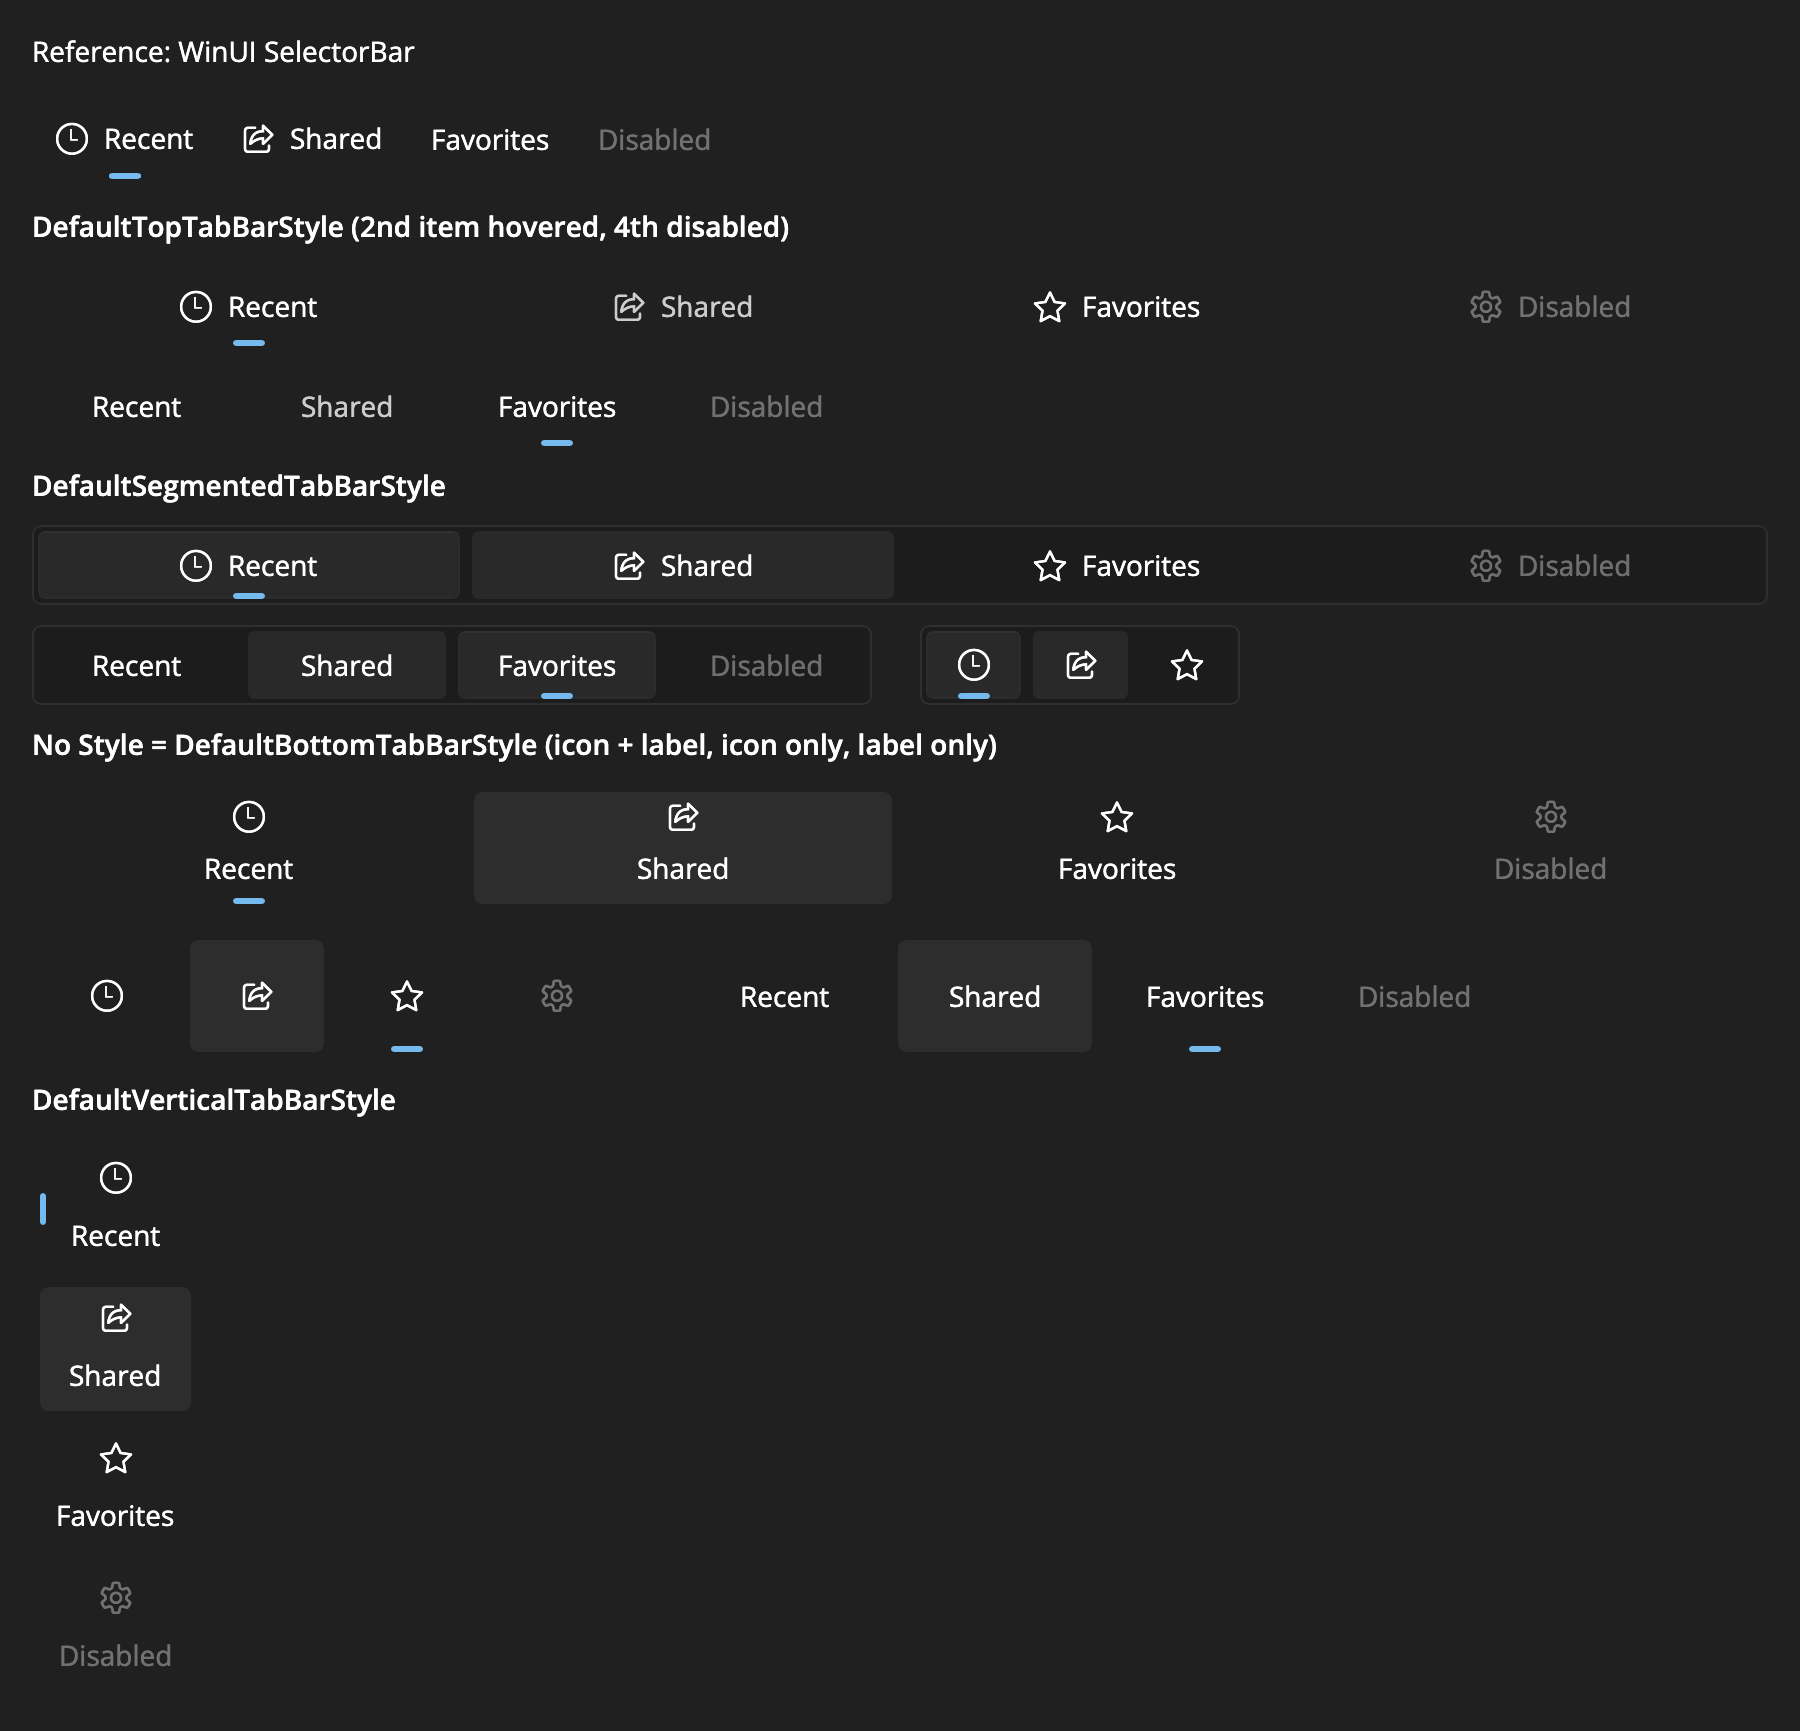 Reference: WinUI SelectorBar
Recent Shared Favorites Disabled
DefaultTopTabBarStyle (2nd item hovered, 4th disabled)
Recent Shared Favorites Disabled
Recent Shared Favorites Disabled
DefaultSegmentedTabBarStyle
Recent Shared Favorites Disabled
Recent Shared Favorites Disabled
No Style = DefaultBottomTabBarStyle (icon + label, icon only, label only)
Recent Shared Favorites Disabled
Recent Shared Favorites Disabled
DefaultVerticalTabBarStyle
Recent
Shared
Favorites
Disabled